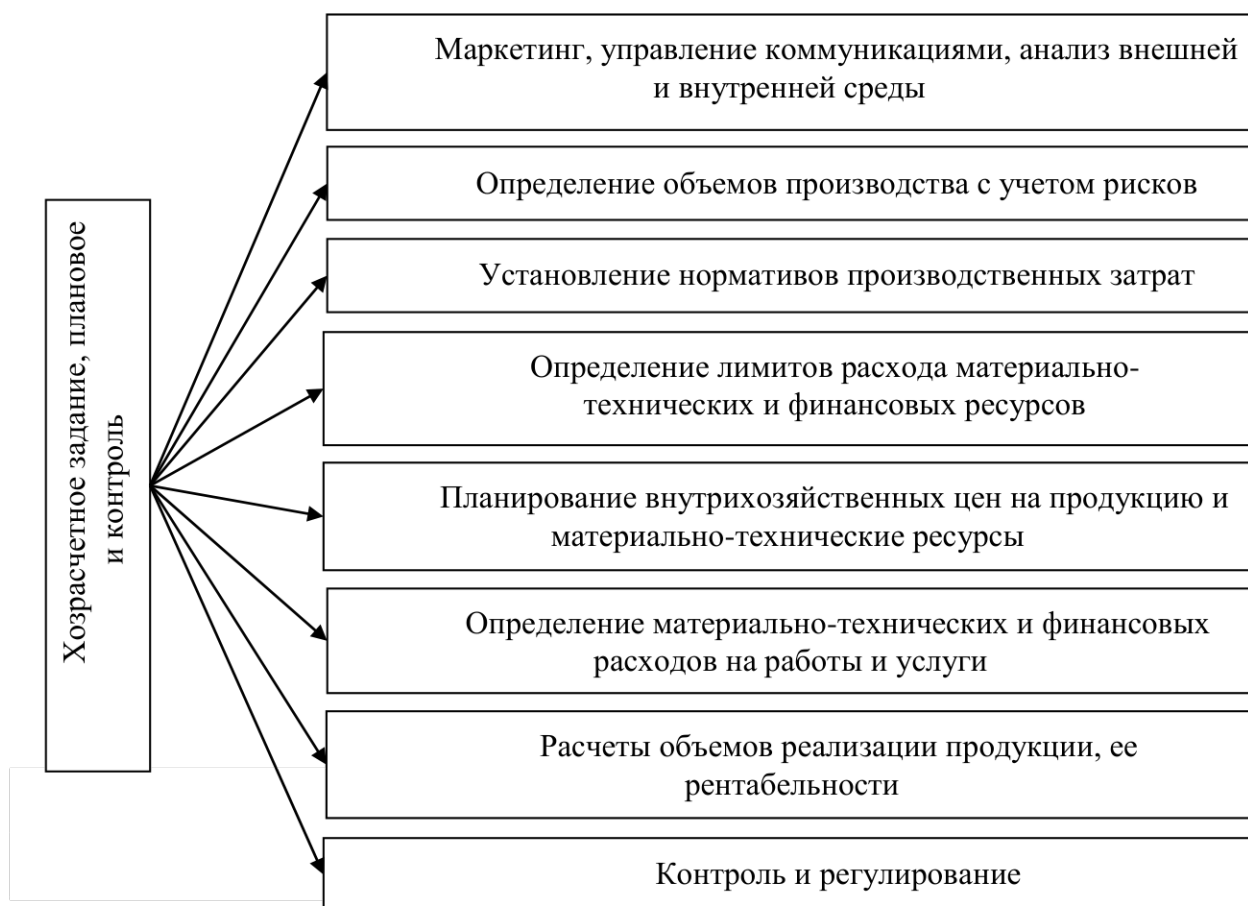 Маркетинг, управление коммуникациями, анализ внешней
и внутренней среды
Определение объемов производства с учетом рисков
Установление нормативов производственных затрат
Определение лимитов расхода материально-
технических и финансовых ресурсов
Планирование внутрихозяйственных цен на продукцию и
материально-технические ресурсы
Определение материально-технических и финансовых
расходов на работы и услуги
Расчеты объемов реализации продукции, ее
рентабельности
Контроль и регулирование
Хозрасчетное задание, плановое
и контроль